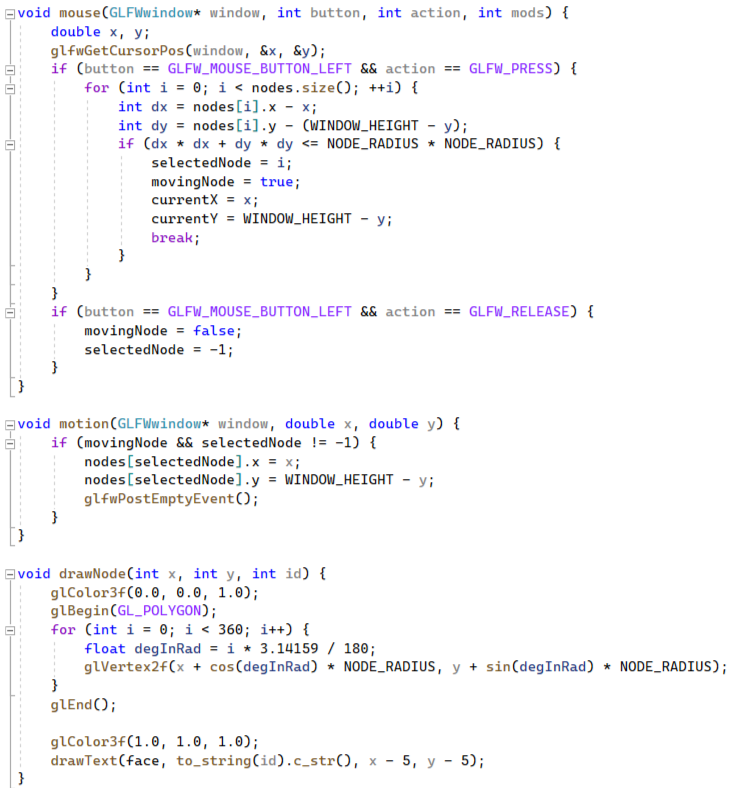 void mouse(GLFWwindow* window, int button, int action, int mods) {
    double x, y;
    glfwGetCursorPos(window, &x, &y);
    if (button == GLFW_MOUSE_BUTTON_LEFT && action == GLFW_PRESS) {
        for (int i = 0; i < nodes.size(); ++i) {
            int dx = nodes[i].x - x;
            int dy = nodes[i].y - (WINDOW_HEIGHT - y);
            if (dx * dx + dy * dy <= NODE_RADIUS * NODE_RADIUS) {
                selectedNode = i;
                movingNode = true;
                currentX = x;
                currentY = WINDOW_HEIGHT - y;
                break;
            }
        }
    }
    if (button == GLFW_MOUSE_BUTTON_LEFT && action == GLFW_RELEASE) {
        movingNode = false;
        selectedNode = -1;
    }
}

void motion(GLFWwindow* window, double x, double y) {
    if (movingNode && selectedNode != -1) {
        nodes[selectedNode].x = x;
        nodes[selectedNode].y = WINDOW_HEIGHT - y;
        glfwPostEmptyEvent();
    }
}

void drawNode(int x, int y, int id) {
    glColor3f(0.0, 0.0, 1.0);
    glBegin(GL_POLYGON);
    for (int i = 0; i < 360; i++) {
        float degInRad = i * 3.14159 / 180;
        glVertex2f(x + cos(degInRad) * NODE_RADIUS, y + sin(degInRad) * NODE_RADIUS);
    }
    glEnd();

    glColor3f(1.0, 1.0, 1.0);
    drawText(face, to_string(id).c_str(), x - 5, y - 5);
}